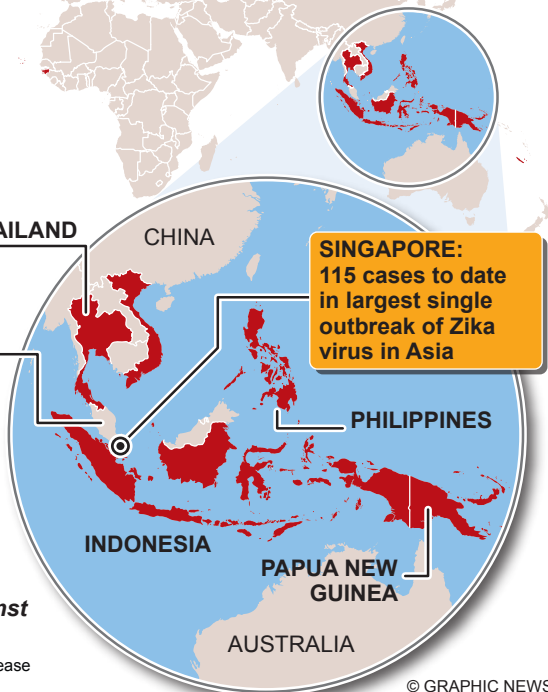 AILAND
CHINA
SINGAPORE:
115 cases to date
in largest single
outbreak of Zika
virus in Asia
PHILIPPINES
INDONESIA
PAPUA NEW
GUINEA
nst
AUSTRALIA
ease
© GRAPHIC NEWS